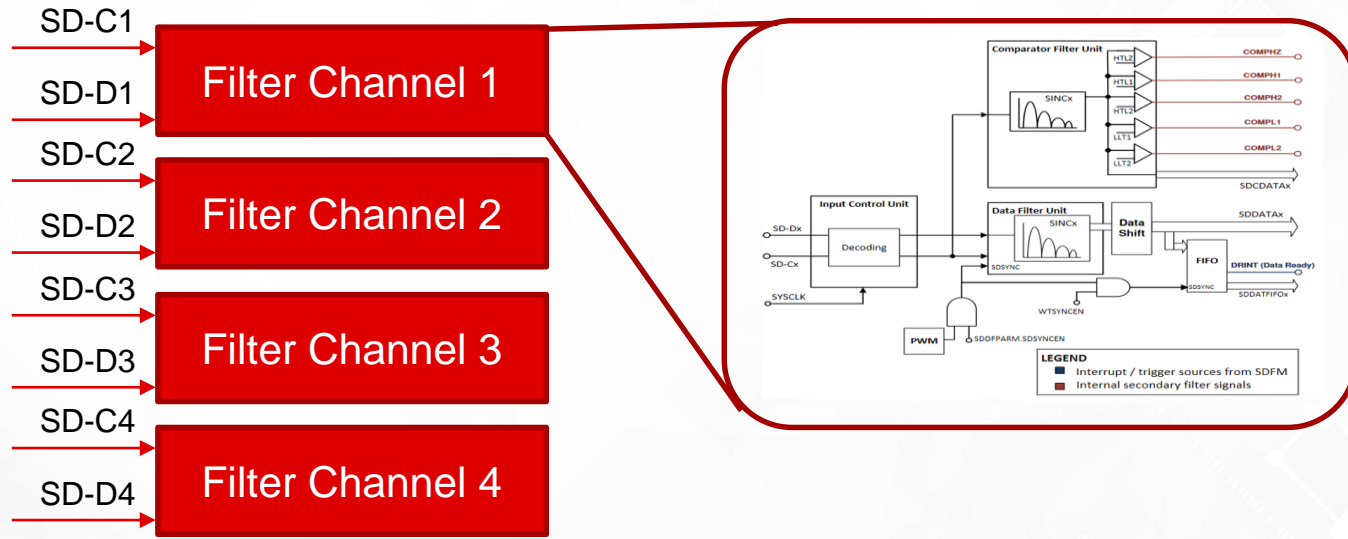 SD-C1
SD-D1
Filter Channel 1
SD-C2
SD-D2
Filter Channel 2
SD-C3
SD-D3
Filter Channel 3
SD-C4
SD-D4
Filter Channel 4
Comparator Filter Unit
SINCx
HTLZ
HTL1
HTL2
LLT1
LLT2
COMPHZ
COMPH1
COMPH2
COMPL1
COMPL2
SDCDATAx
Input Control Unit
SD-Dx
SD-Cx
Decoding
SYSCLK
Data Filter Unit
SINCx
SDSYNC
Data
Shift
SDDATAx
FIFO
SDSYNC
DRINT (Data Ready)
SDDATFIFOx
WTSYNCEN
PWM
SDDFPARM.SDSYNCEN
LEGEND
Interrupt / trigger sources from SDFM
Internal secondary filter signals